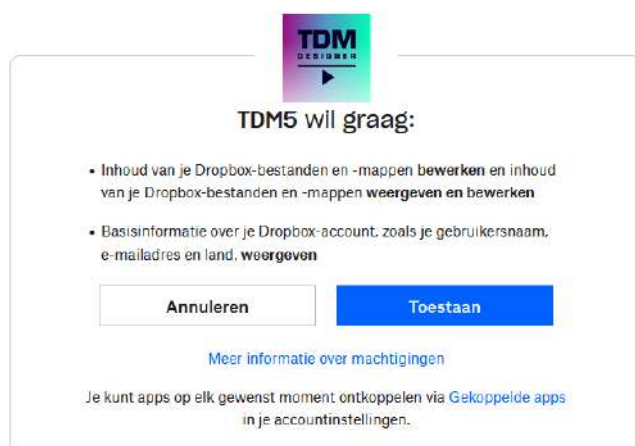 TDM
DESIGNER
TDM5 wil graag:
• Inhoud van je Dropbox-bestanden en -mappen bewerken en inhoud
van je Dropbox-bestanden en -mappen weergeven en bewerken
• Basisinformatie over je Dropbox-account, zoals je gebruikersnaam,
e-mailadres en land, weergeven
Annuleren Toestaan
Meer informatie over machtigingen
Je kunt apps op elk gewenst moment ontkoppelen via Gekoppelde apps
in je accountinstellingen.